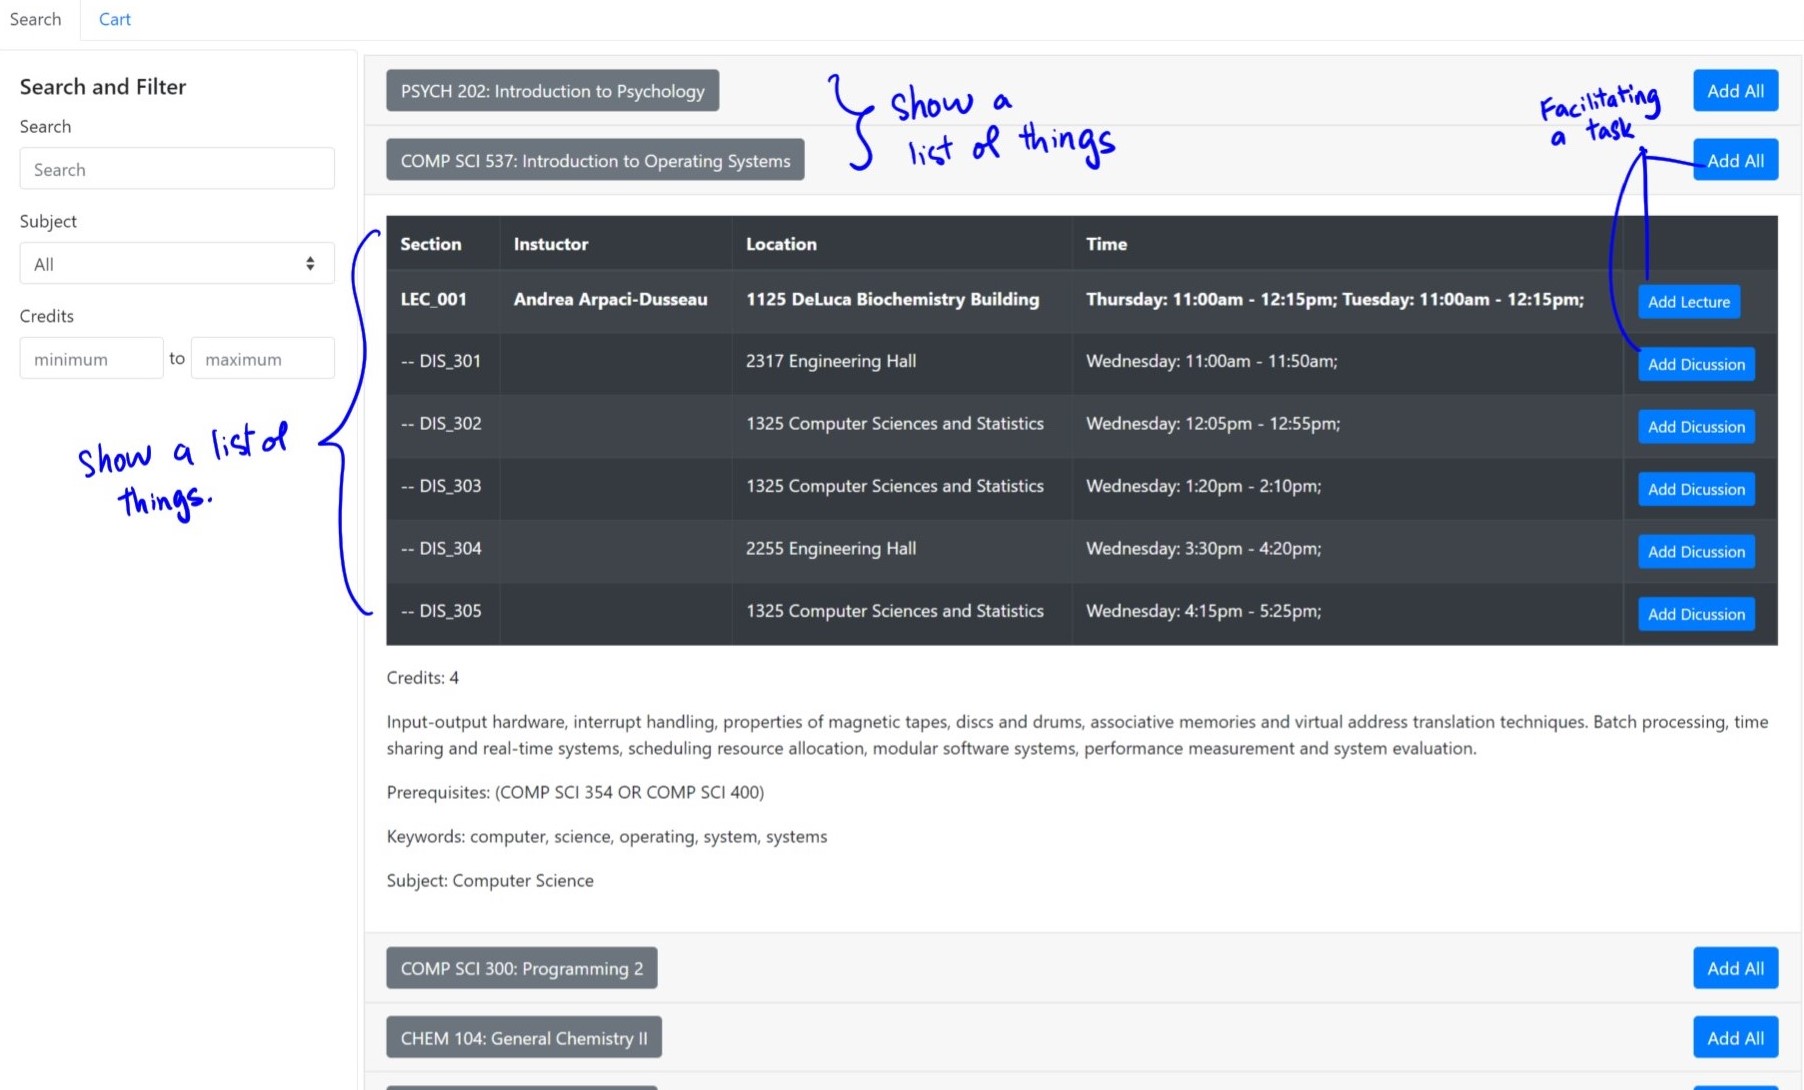 Search Cart
Search and Filter
Search
Search
Subject
All
Credits
minimum to maximum
Show a list of
things.
PSYCH 202: Introduction to Psychology
Add All
COMP SCI 537: Introduction to Operating Systems
Add All
Show a
list of things
Facilitating
a task
Section Instuctor Location Time
LEC_001 Andrea Arpaci-Dusseau 1125 DeLuca Biochemistry Building Thursday: 11:00am - 12:15pm; Tuesday: 11:00am - 12:15pm; Add Lecture
-- DIS_301 2317 Engineering Hall Wednesday: 11:00am - 11:50am; Add Dicussion
-- DIS_302 1325 Computer Sciences and Statistics Wednesday: 12:05pm - 12:55pm; Add Dicussion
-- DIS_303 1325 Computer Sciences and Statistics Wednesday: 1:20pm - 2:10pm; Add Dicussion
-- DIS_304 2255 Engineering Hall Wednesday: 3:30pm - 4:20pm; Add Dicussion
-- DIS_305 1325 Computer Sciences and Statistics Wednesday: 4:15pm - 5:25pm; Add Dicussion
Credits: 4
Input-output hardware, interrupt handling, properties of magnetic tapes, discs and drums, associative memories and virtual address translation techniques. Batch processing, time
sharing and real-time systems, scheduling resource allocation, modular software systems, performance measurement and system evaluation.
Prerequisites: (COMP SCI 354 OR COMP SCI 400)
Keywords: computer, science, operating, system, systems
Subject: Computer Science
COMP SCI 300: Programming 2 Add All
CHEM 104: General Chemistry II Add All